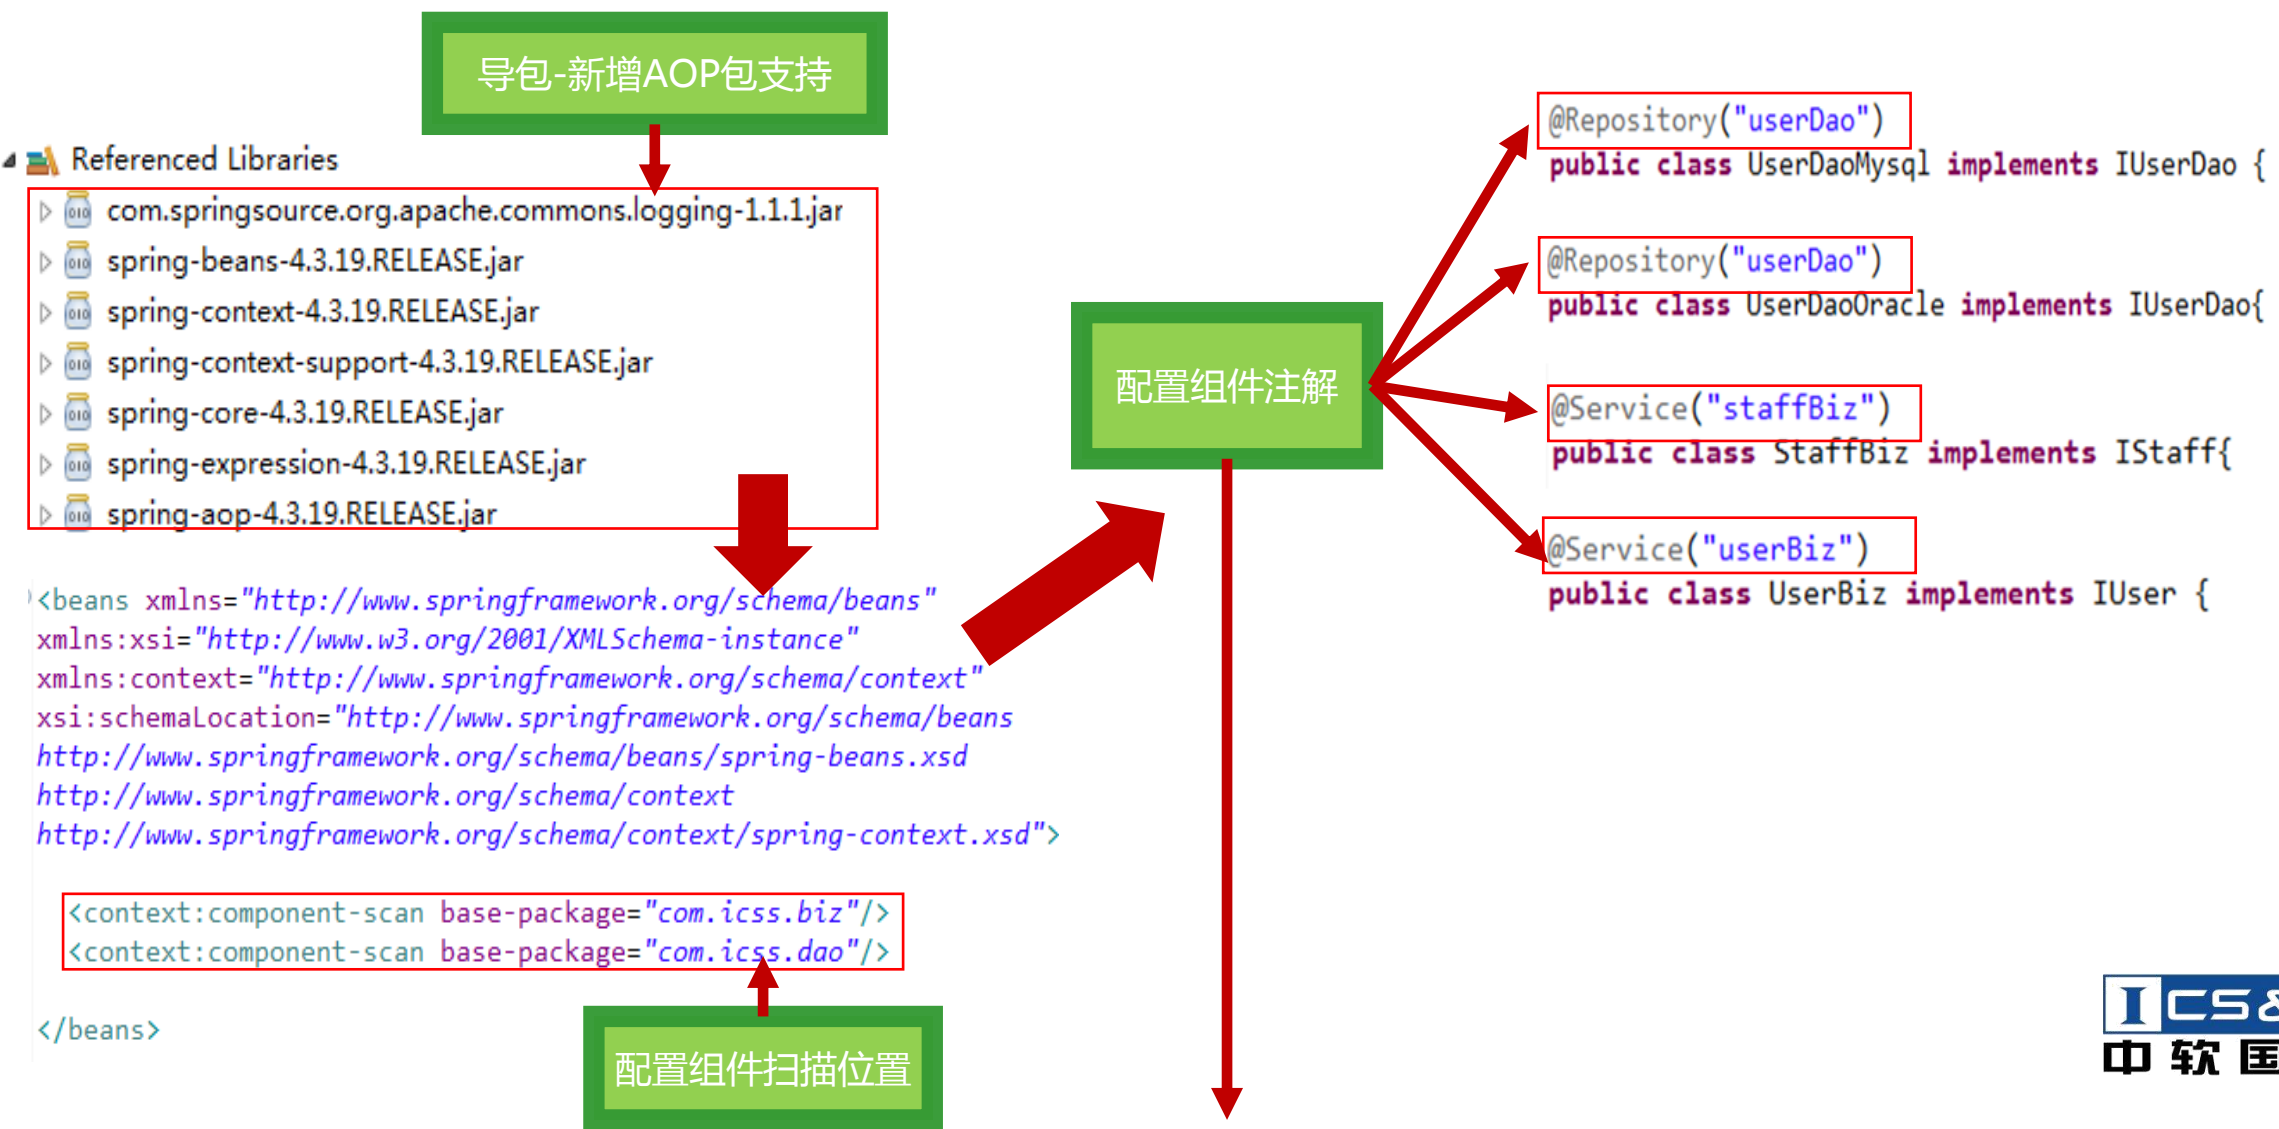 导包-新增AOP包支持
Referenced Libraries
com.springsource.org.apache.commons.logging-1.1.1.jar
spring-beans-4.3.19.RELEASE.jar
spring-context-4.3.19.RELEASE.jar
spring-context-support-4.3.19.RELEASE.jar
spring-core-4.3.19.RELEASE.jar
spring-expression-4.3.19.RELEASE.jar
spring-aop-4.3.19.RELEASE.jar
<beans xmlns="http://www.springframework.org/schema/beans"
xmlns:xsi="http://www.w3.org/2001/XMLSchema-instance"
xmlns:context="http://www.springframework.org/schema/context"
xsi:schemaLocation="http://www.springframework.org/schema/beans
http://www.springframework.org/schema/beans/spring-beans.xsd
http://www.springframework.org/schema/context
http://www.springframework.org/schema/context/spring-context.xsd">
<context:component-scan base-package="com.icss.biz"/>
<context:component-scan base-package="com.icss.dao"/>
</beans>
配置组件扫描位置
配置组件注解
@Repository("userDao")
public class UserDaoMysql implements IUserDao {
@Repository("userDao")
public class UserDaoOracle implements IUserDao{
@Service("staffBiz")
public class StaffBiz implements IStaff{
@Service("userBiz")
public class UserBiz implements IUser {
ICS&
中软国